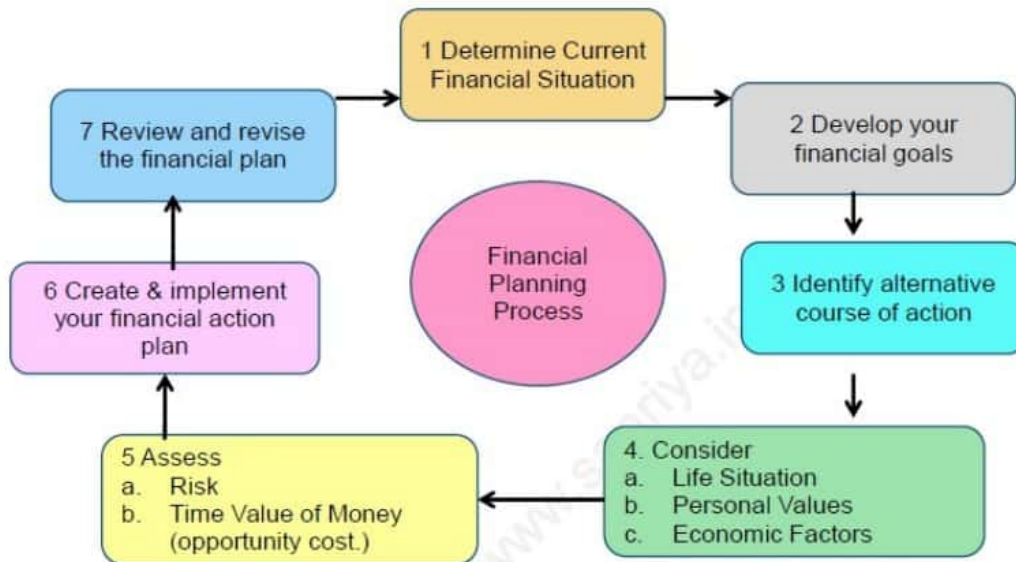 1 Determine Current
Financial Situation
2 Develop your
financial goals
3 Identify alternative
course of action
4. Consider
a. Life Situation
b. Personal Values
c. Economic Factors
5 Assess
a. Risk
b. Time Value of Money
(opportunity cost.)
6 Create & implement
your financial action
plan
7 Review and revise
the financial plan
Financial
Planning
Process